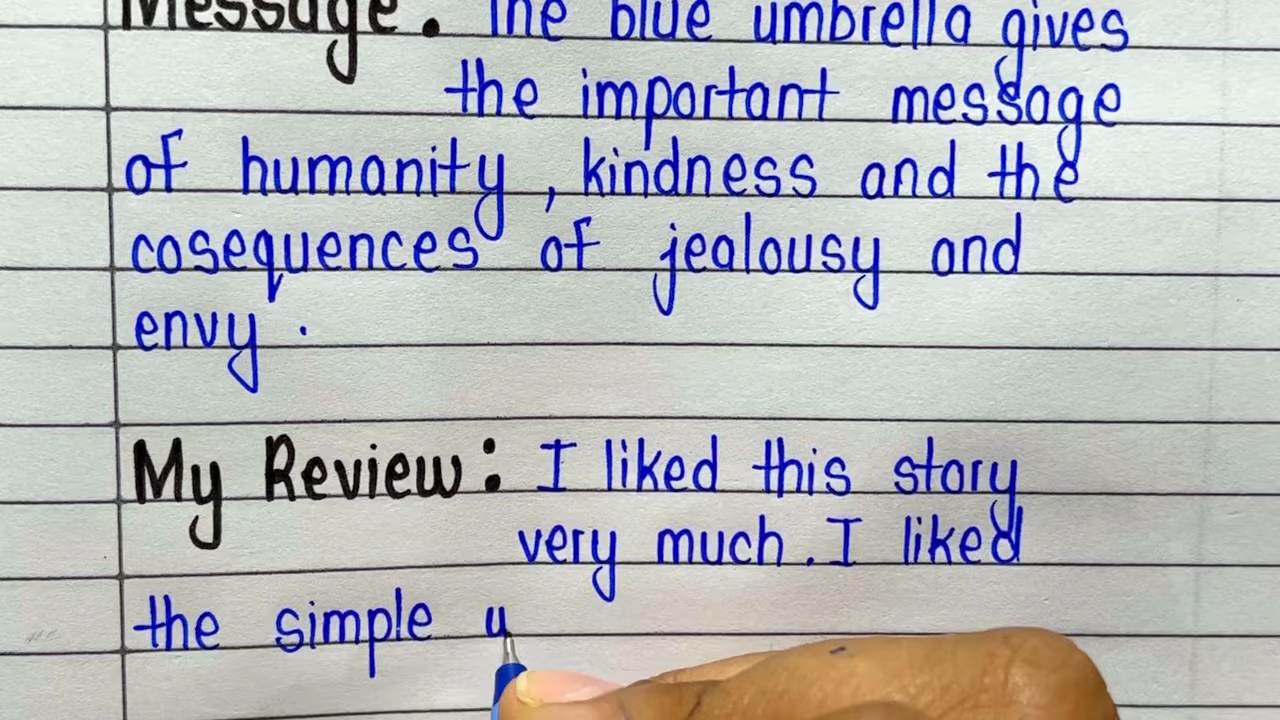 Message. The blue umbrella gives
the important message
of humanity, kindness and the
cosequences of jealousy and
envy.
My Review: I liked this story
very much. I liked
the simple